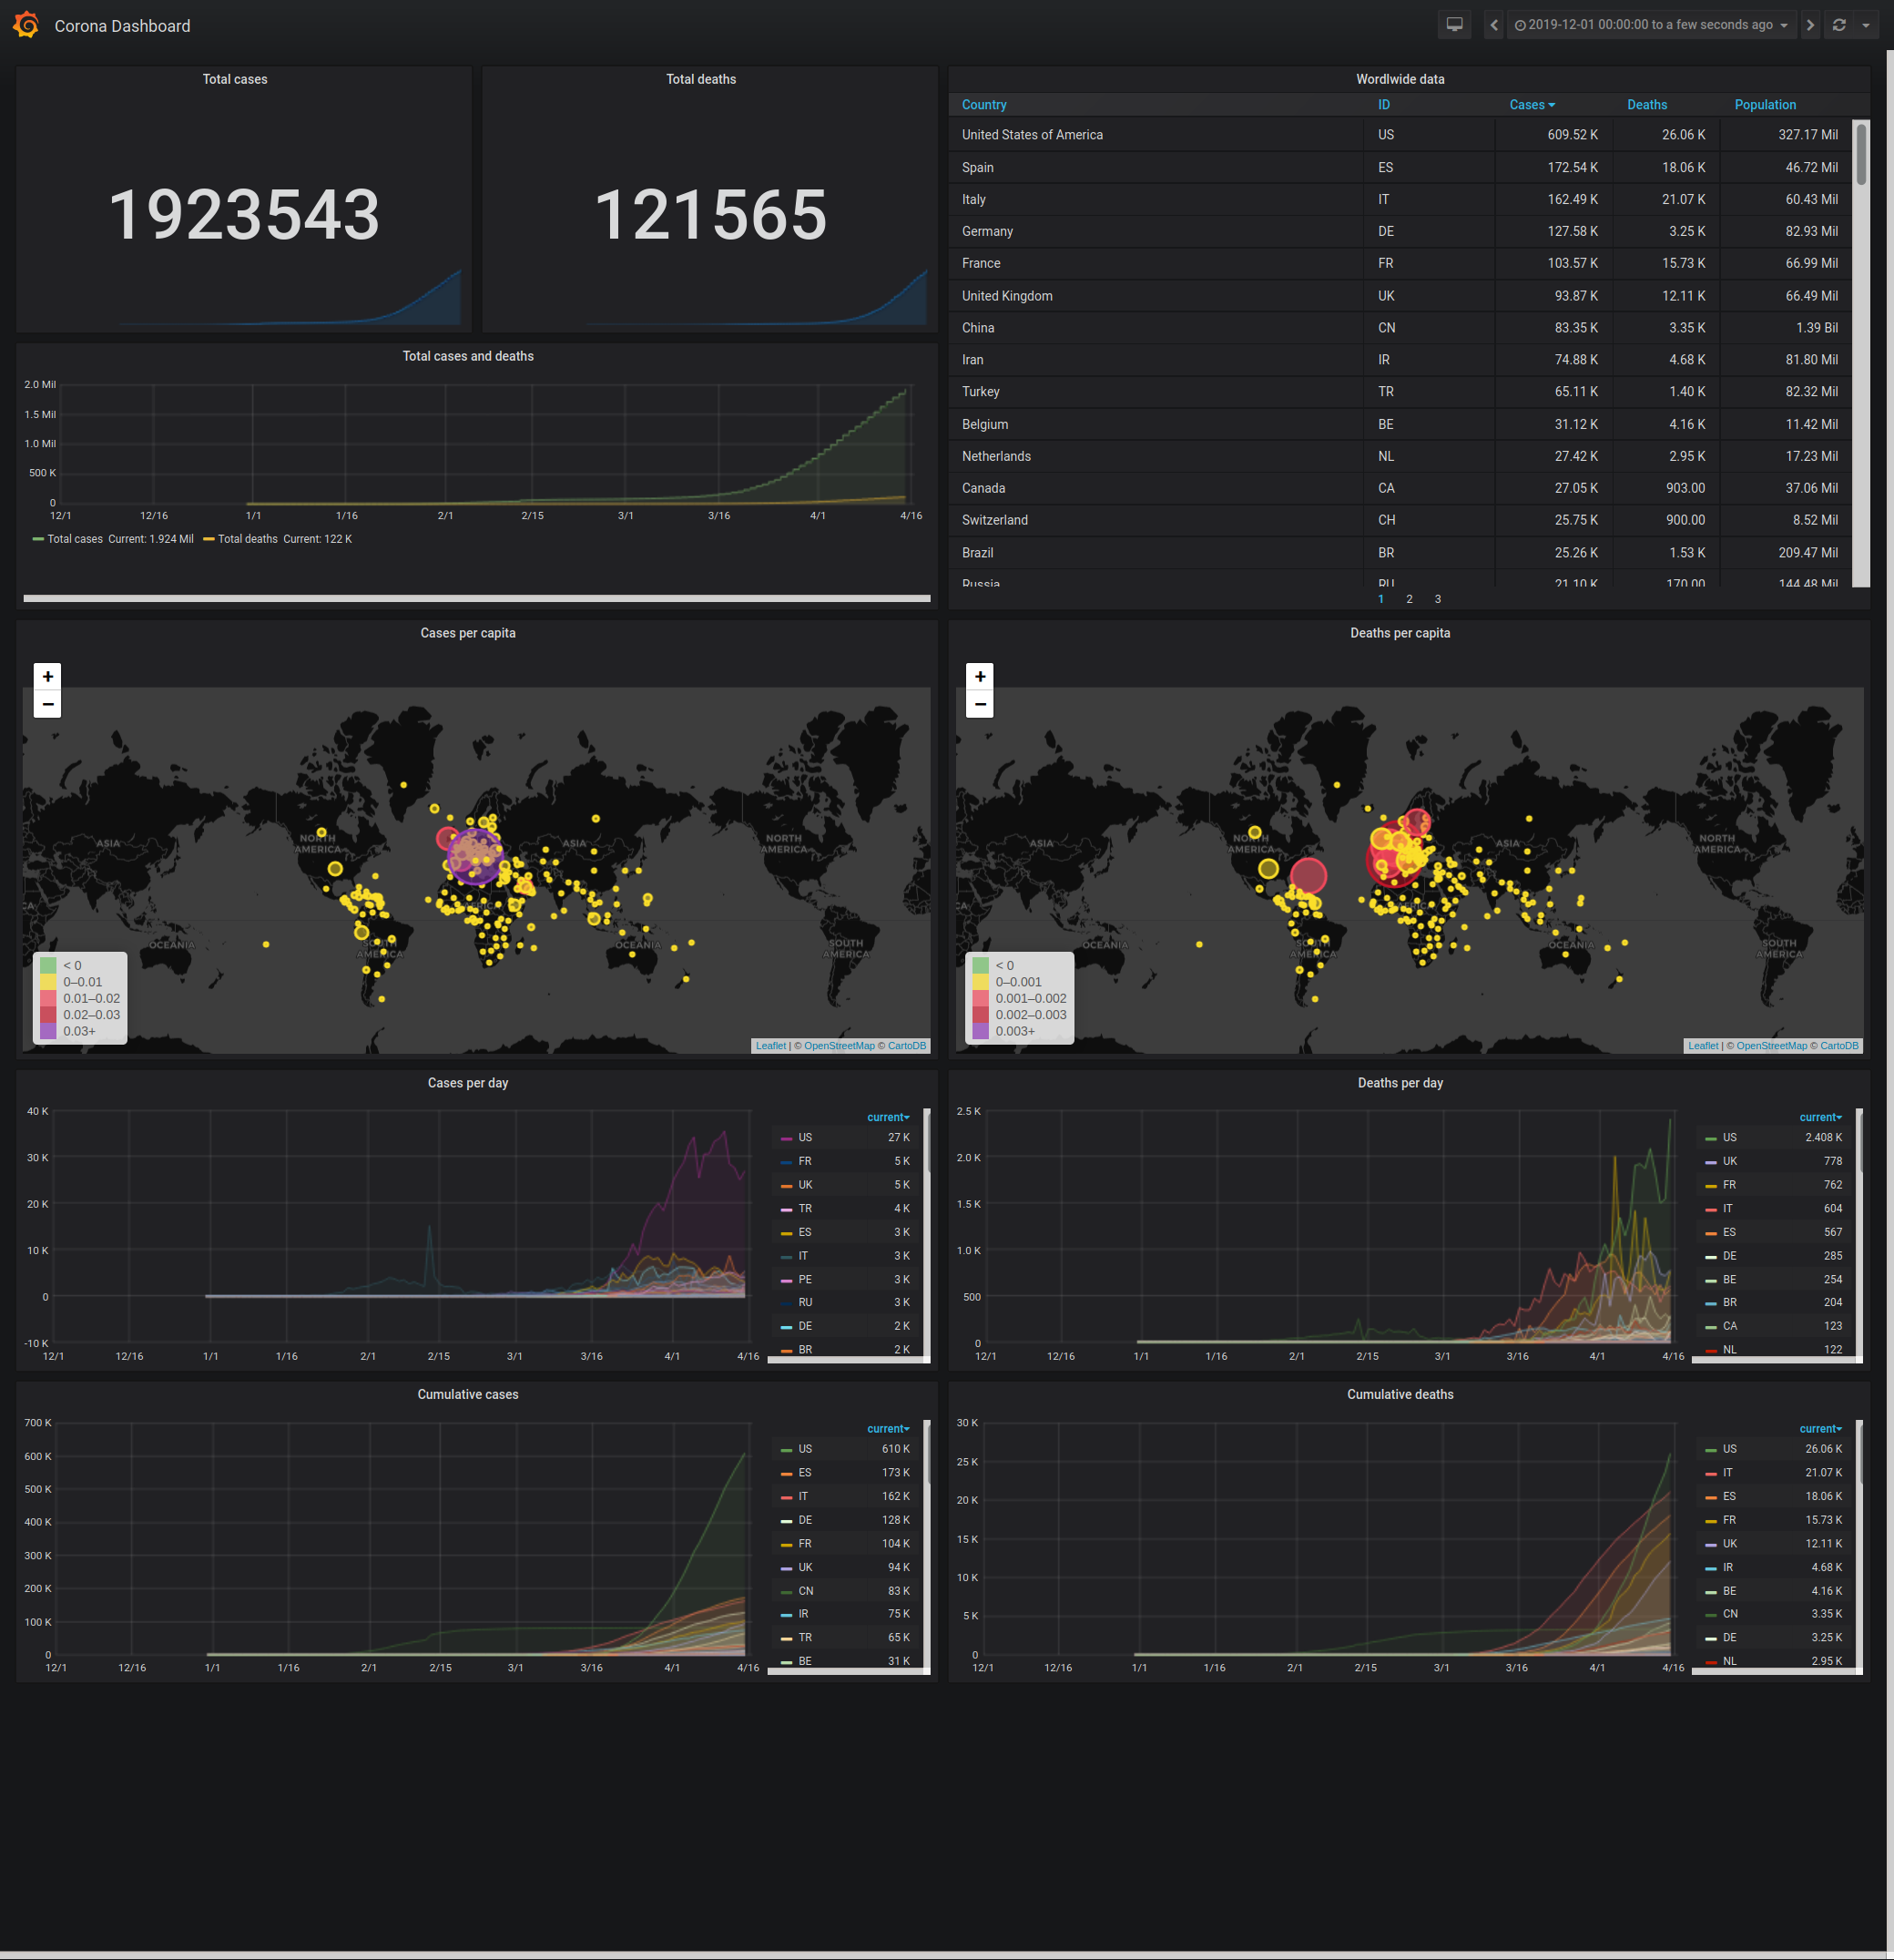 Corona Dashboard
2019-12-01 00:00:00 to a few seconds ago
Total cases
1923543
Total deaths
121565
Wordlwide data
Country ID Cases Deaths Population
United States of America US 609.52 K 26.06 K 327.17 Mil
Spain ES 172.54 K 18.06 K 46.72 Mil
Italy IT 162.49 K 21.07 K 60.43 Mil
Germany DE 127.58 K 3.25 K 82.93 Mil
France FR 103.57 K 15.73 K 66.99 Mil
United Kingdom UK 93.87 K 12.11 K 66.49 Mil
China CN 83.35 K 3.35 K 1.39 Bil
Iran IR 74.88 K 4.68 K 81.80 Mil
Turkey TR 65.11 K 1.40 K 82.32 Mil
Belgium BE 31.12 K 4.16 K 11.42 Mil
Netherlands NL 27.42 K 2.95 K 17.23 Mil
Canada CA 27.05 K 903.00 37.06 Mil
Switzerland CH 25.75 K 900.00 8.52 Mil
Brazil BR 25.26 K 1.53 K 209.47 Mil
Russia RU 21.10 K 170.00 144.48 Mil
1 2 3
Total cases and deaths
2.0 Mil
1.5 Mil
1.0 Mil
500 K
0
12/1 12/16 1/1 1/16 2/1 2/15 3/1 3/16 4/1 4/16
Total cases Current: 1.924 Mil Total deaths Current: 122 K
Cases per capita
+
−
ASIA
NORTH AMERICA
ASIA
NORTH AMERICA
OCEANIA
SOUTH AMERICA
OCEANIA
SOUTH AMERICA
< 0
0–0.01
0.01–0.02
0.02–0.03
0.03+
Leaflet | © OpenStreetMap © CartoDB
Deaths per capita
+
−
ASIA
NORTH AMERICA
ASIA
NORTH AMERICA
OCEANIA
SOUTH AMERICA
OCEANIA
SOUTH AMERICA
< 0
0–0.001
0.001–0.002
0.002–0.003
0.003+
Leaflet | © OpenStreetMap © CartoDB
Cases per day
40 K
30 K
20 K
10 K
0
-10 K
12/1 12/16 1/1 1/16 2/1 2/15 3/1 3/16 4/1 4/16
current
US 27 K
FR 5 K
UK 5 K
TR 4 K
ES 3 K
IT 3 K
PE 3 K
RU 3 K
DE 2 K
BR 2 K
Deaths per day
2.5 K
2.0 K
1.5 K
1.0 K
500
0
12/1 12/16 1/1 1/16 2/1 2/15 3/1 3/16 4/1 4/16
current
US 2.408 K
UK 778
FR 762
IT 604
ES 567
DE 285
BE 254
BR 204
CA 123
NL 122
Cumulative cases
700 K
600 K
500 K
400 K
300 K
200 K
100 K
0
12/1 12/16 1/1 1/16 2/1 2/15 3/1 3/16 4/1 4/16
current
US 610 K
ES 173 K
IT 162 K
DE 128 K
FR 104 K
UK 94 K
CN 83 K
IR 75 K
TR 65 K
BE 31 K
Cumulative deaths
30 K
25 K
20 K
15 K
10 K
5 K
0
12/1 12/16 1/1 1/16 2/1 2/15 3/1 3/16 4/1 4/16
current
US 26.06 K
IT 21.07 K
ES 18.06 K
FR 15.73 K
UK 12.11 K
IR 4.68 K
BE 4.16 K
CN 3.35 K
DE 3.25 K
NL 2.95 K